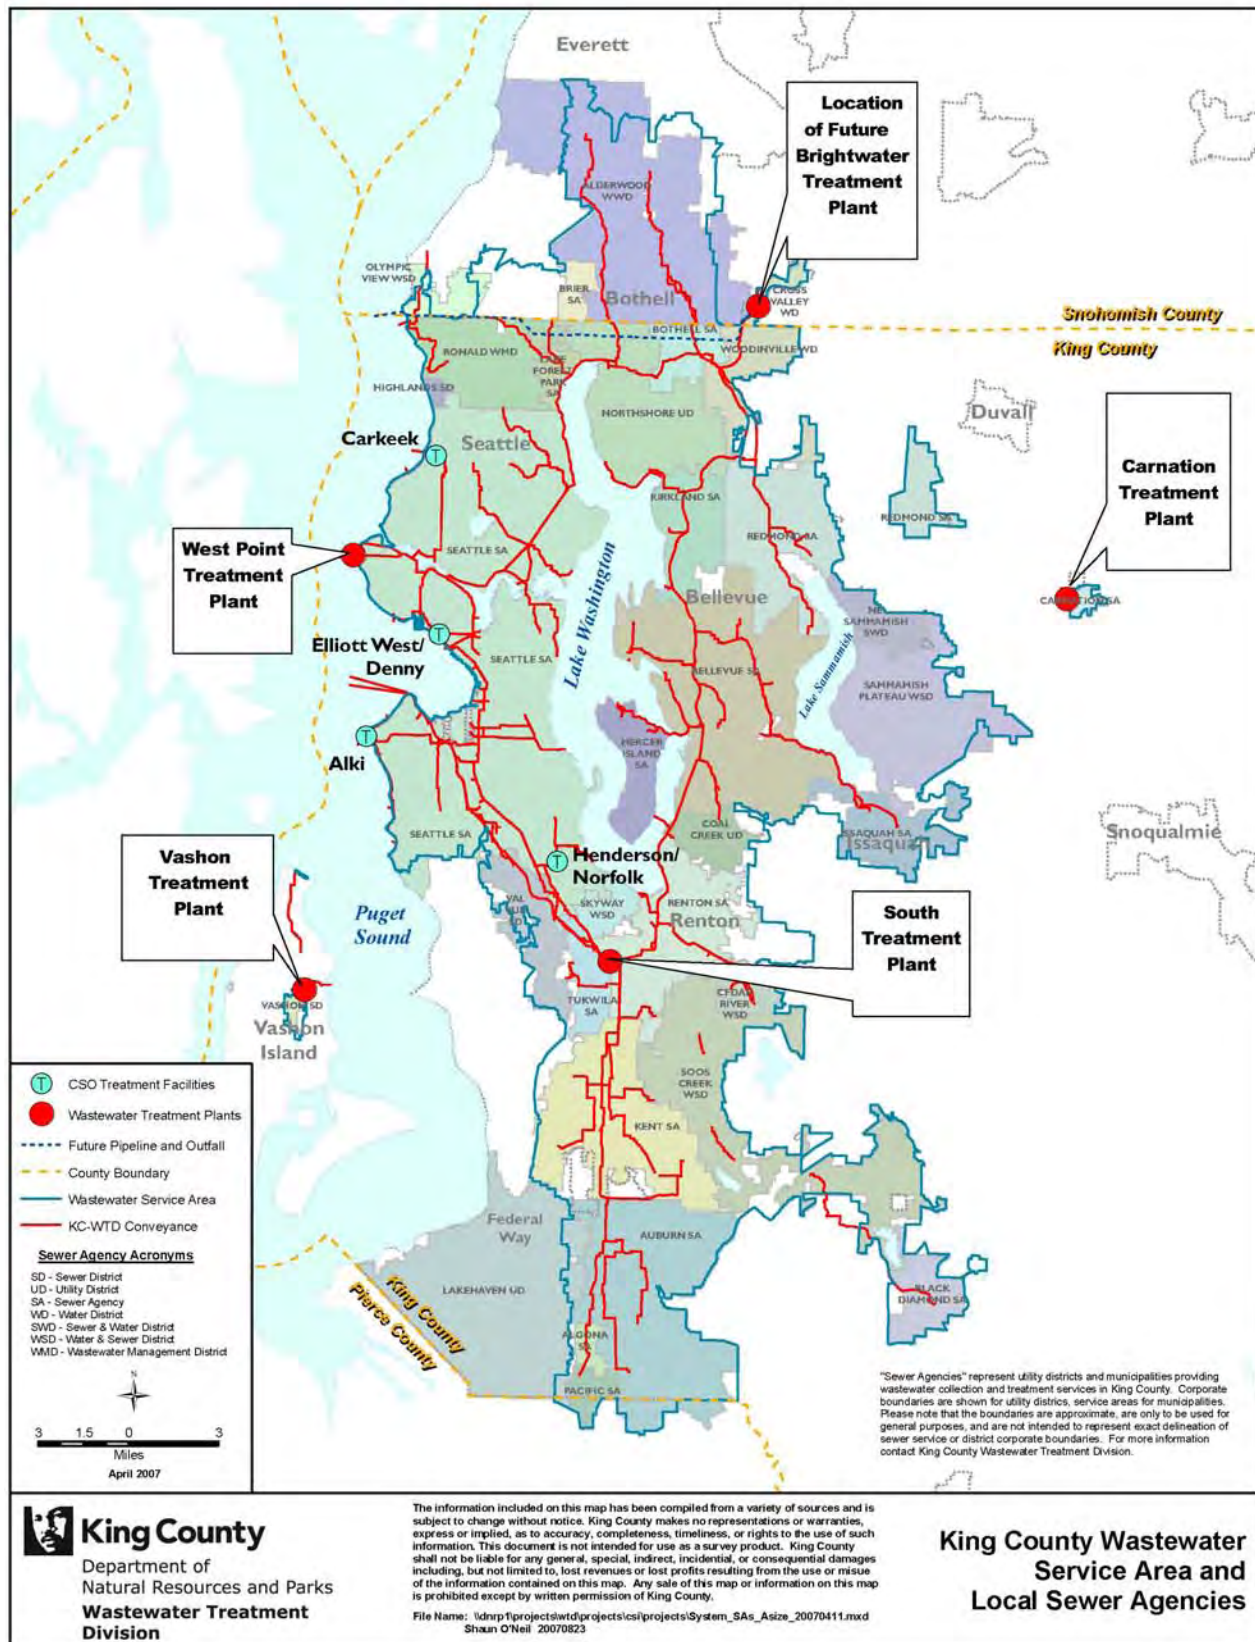 Everett
Location
of Future
Brightwater
Treatment
Plant
ALDERWOOD
WWD
OLYMPIC
VIEW WSD
BRIER
SA
Bothell
CROSS
VALLEY
WD
Snohomish County
King County
BOTHELL SA
WOODINVILLE WD
RONALD WMD
LAKE
FOREST
PARK
SA
HIGHLANDS SD
NORTHSHORE UD
Duvall
Carkeek
T
Seattle
Carnation
Treatment
Plant
KIRKLAND SA
REDMOND SA
REDMOND SA
West Point
Treatment
Plant
SEATTLE SA
Lake Washington
Bellevue
CARNATION SA
NE
SAMMAMISH
SWD
Elliott West/
Denny
T
SEATTLE SA
BELLEVUE SA
Lake Sammamish
SAMMAMISH
PLATEAU WSD
T
Alki
MERCER
ISLAND
SA
SEATTLE SA
COAL
CREEK UD
ISSAQUAH SA
Issaquah
Snoqualmie
Vashon
Treatment
Plant
T
Henderson/
Norfolk
SKYWAY
WSD
RENTON SA
Renton
VAL
VUE
SD
Puget
Sound
South
Treatment
Plant
VASHON SD
Vashon
Island
TUKWILA
SA
CEDAR
RIVER
WSD
SOOS
CREEK
WSD
KENT SA
T CSO Treatment Facilities
Wastewater Treatment Plants
Future Pipeline and Outfall
County Boundary
Wastewater Service Area
KC-WTD Conveyance
Sewer Agency Acronyms
SD - Sewer District
UD - Utility District
SA - Sewer Agency
WD - Water District
SWD - Sewer & Water District
WSD - Water & Sewer District
WMD - Wastewater Management District
N
3 1.5 0 3
Miles
April 2007
Federal
Way
AUBURN SA
LAKEHAVEN UD
King County
Pierce County
BLACK
DIAMOND SA
ALGONA
SA
PACIFIC SA
"Sewer Agencies" represent utility districts and municipalities providing
wastewater collection and treatment services in King County. Corporate
boundaries are shown for utility districs, service areas for municipalities.
Please note that the boundaries are approximate, are only to be used for
general purposes, and are not intended to represent exact delineation of
sewer service or district corporate boundaries. For more information
contact King County Wastewater Treatment Division.
King County
Department of
Natural Resources and Parks
Wastewater Treatment
Division
The information included on this map has been compiled from a variety of sources and is
subject to change without notice. King County makes no representations or warranties,
express or implied, as to accuracy, completeness, timeliness, or rights to the use of such
information. This document is not intended for use as a survey product. King County
shall not be liable for any general, special, indirect, incidental, or consequential damages
including, but not limited to, lost revenues or lost profits resulting from the use or misue
of the information contained on this map. Any sale of this map or information on this map
is prohibited except by written permission of King County.
File Name: \\dnrp1\projects\wtd\projects\csi\projects\System_SAs_Asize_20070411.mxd
Shaun O'Neil 20070823
King County Wastewater
Service Area and
Local Sewer Agencies